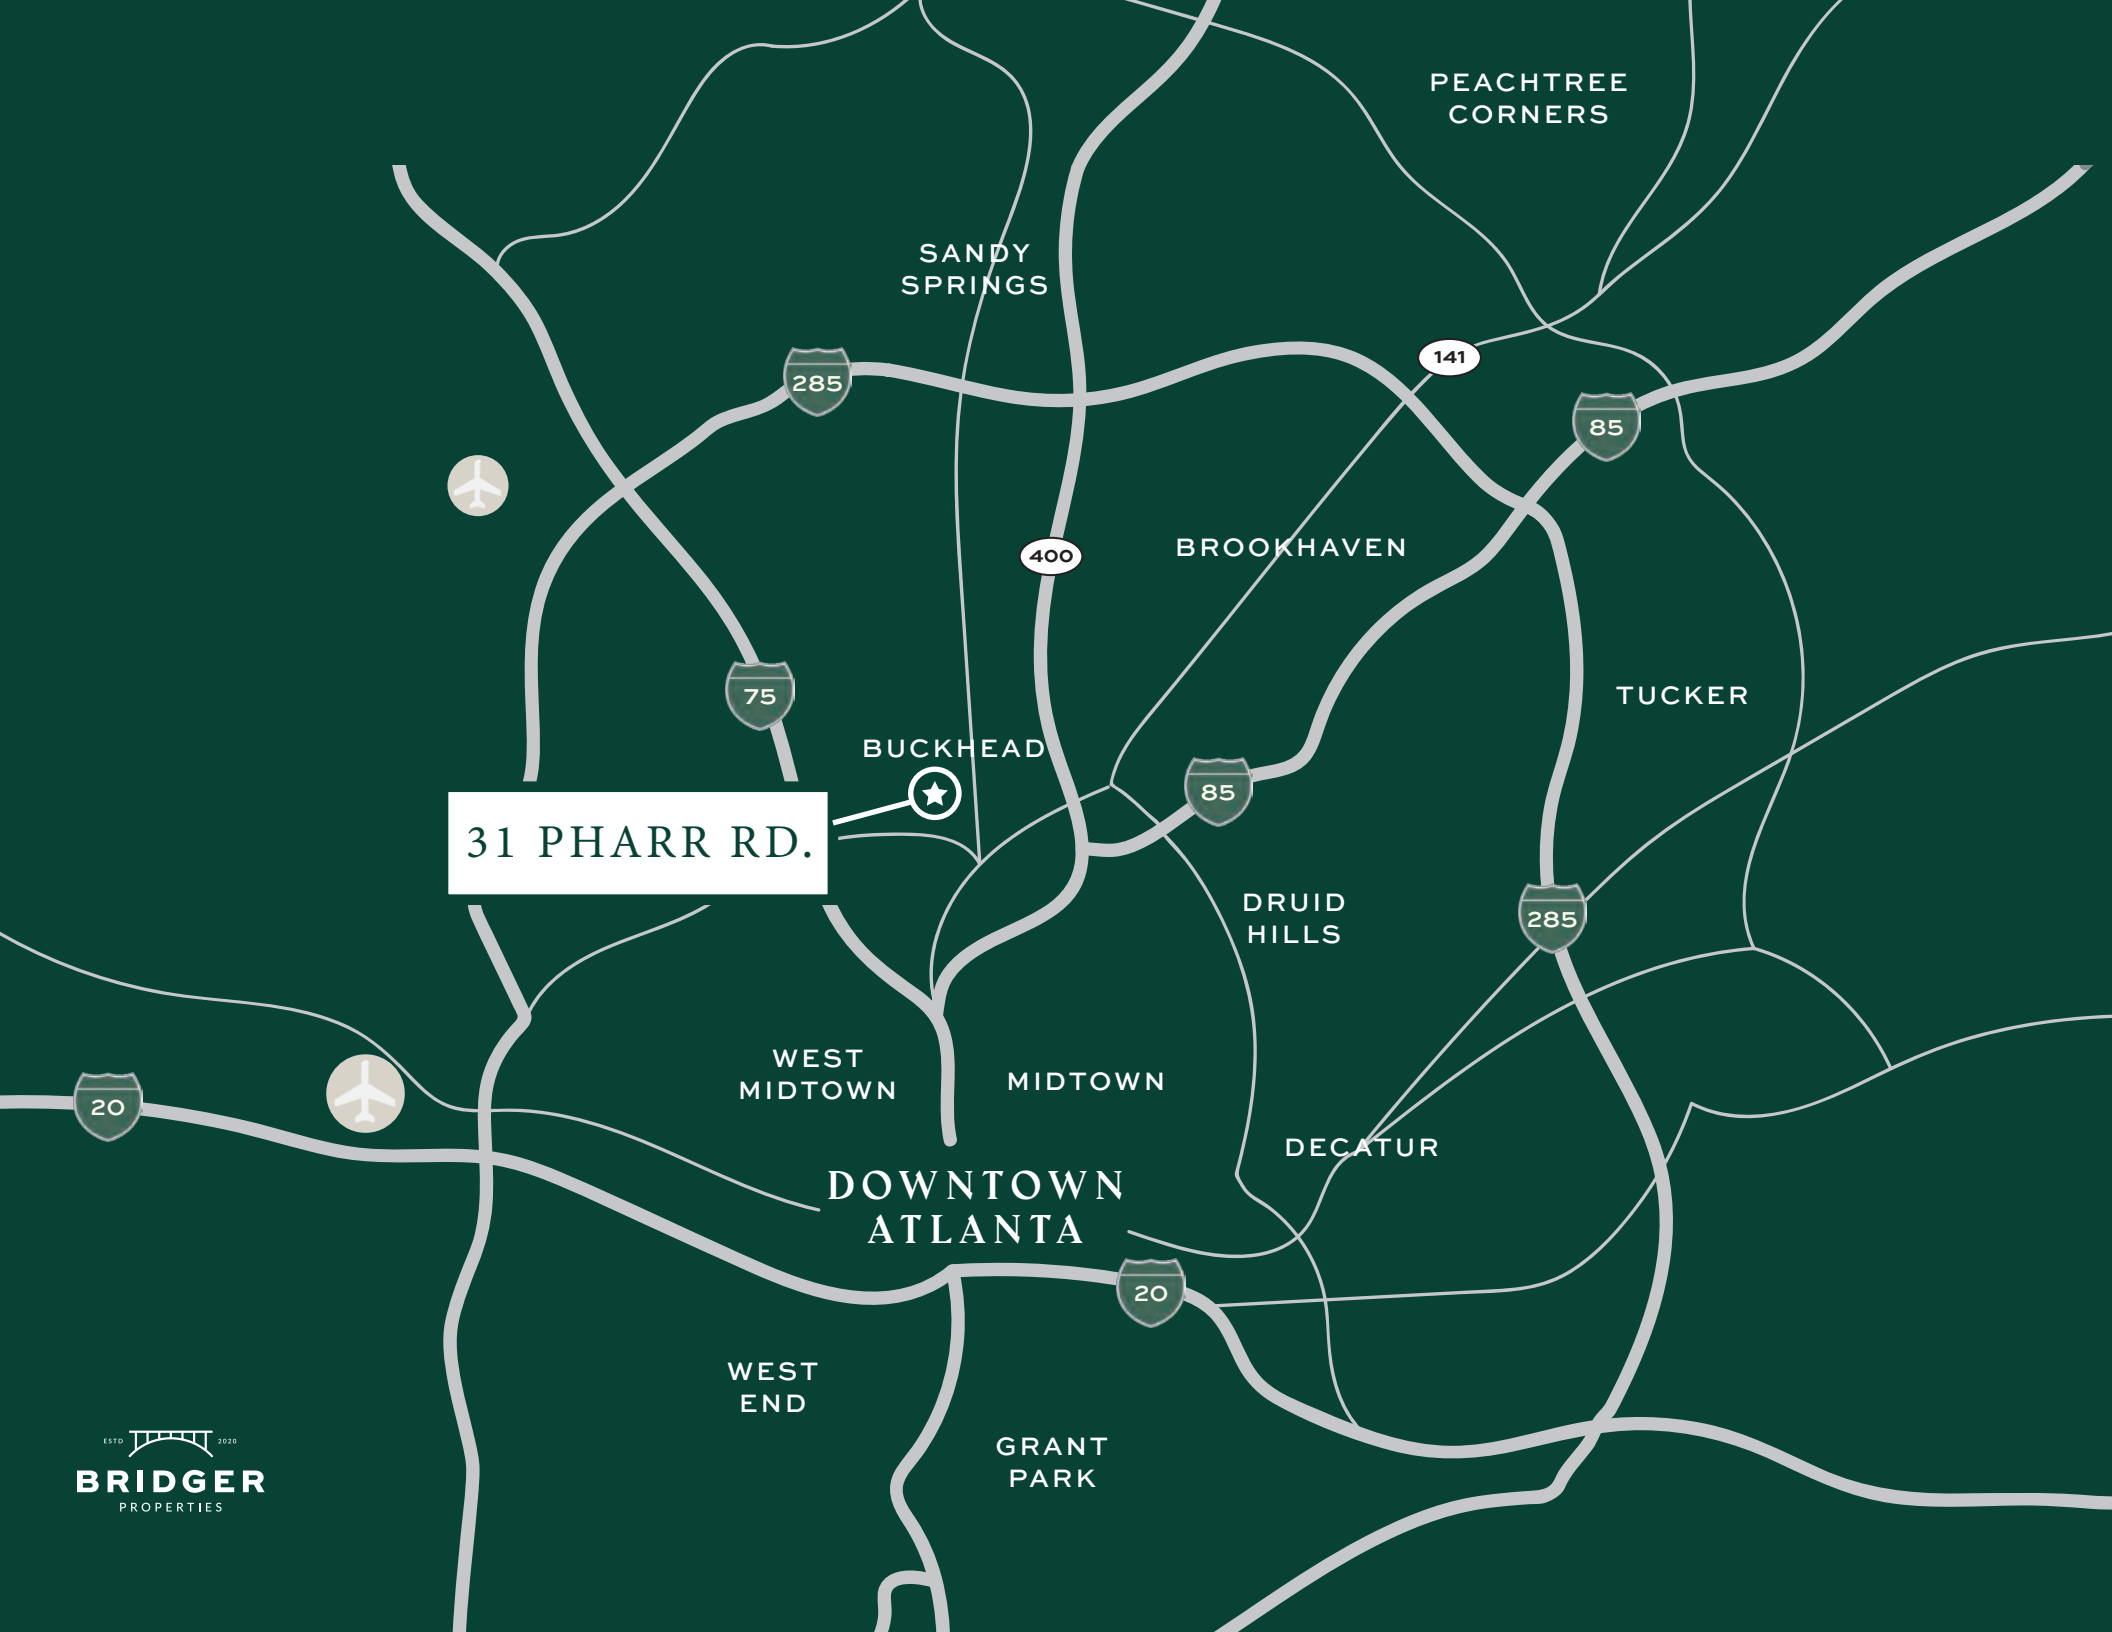 PEACHTREE
CORNERS
SANDY
SPRINGS
141
285
85
BROOKHAVEN
400
75
TUCKER
BUCKHEAD
85
31 PHARR RD.
DRUID
HILLS
285
WEST
MIDTOWN
MIDTOWN
20
DECATUR
DOWNTOWN
ATLANTA
20
WEST
END
GRANT
PARK
ESTD 2020
BRIDGER
PROPERTIES